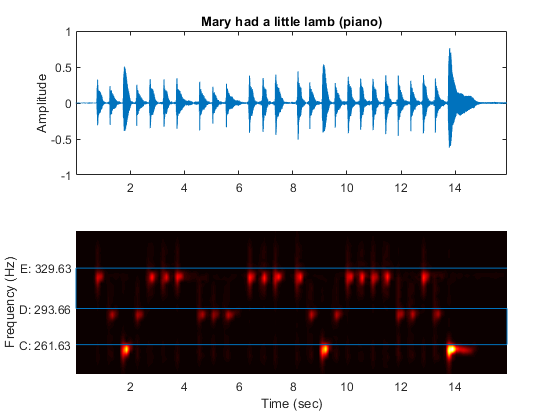 Mary had a little lamb (piano)
1
0.5
0
-0.5
-1
Amplitude
2 4 6 8 10 12 14
E: 329.63
D: 293.66
C: 261.63
Frequency (Hz)
2 4 6 8 10 12 14
Time (sec)